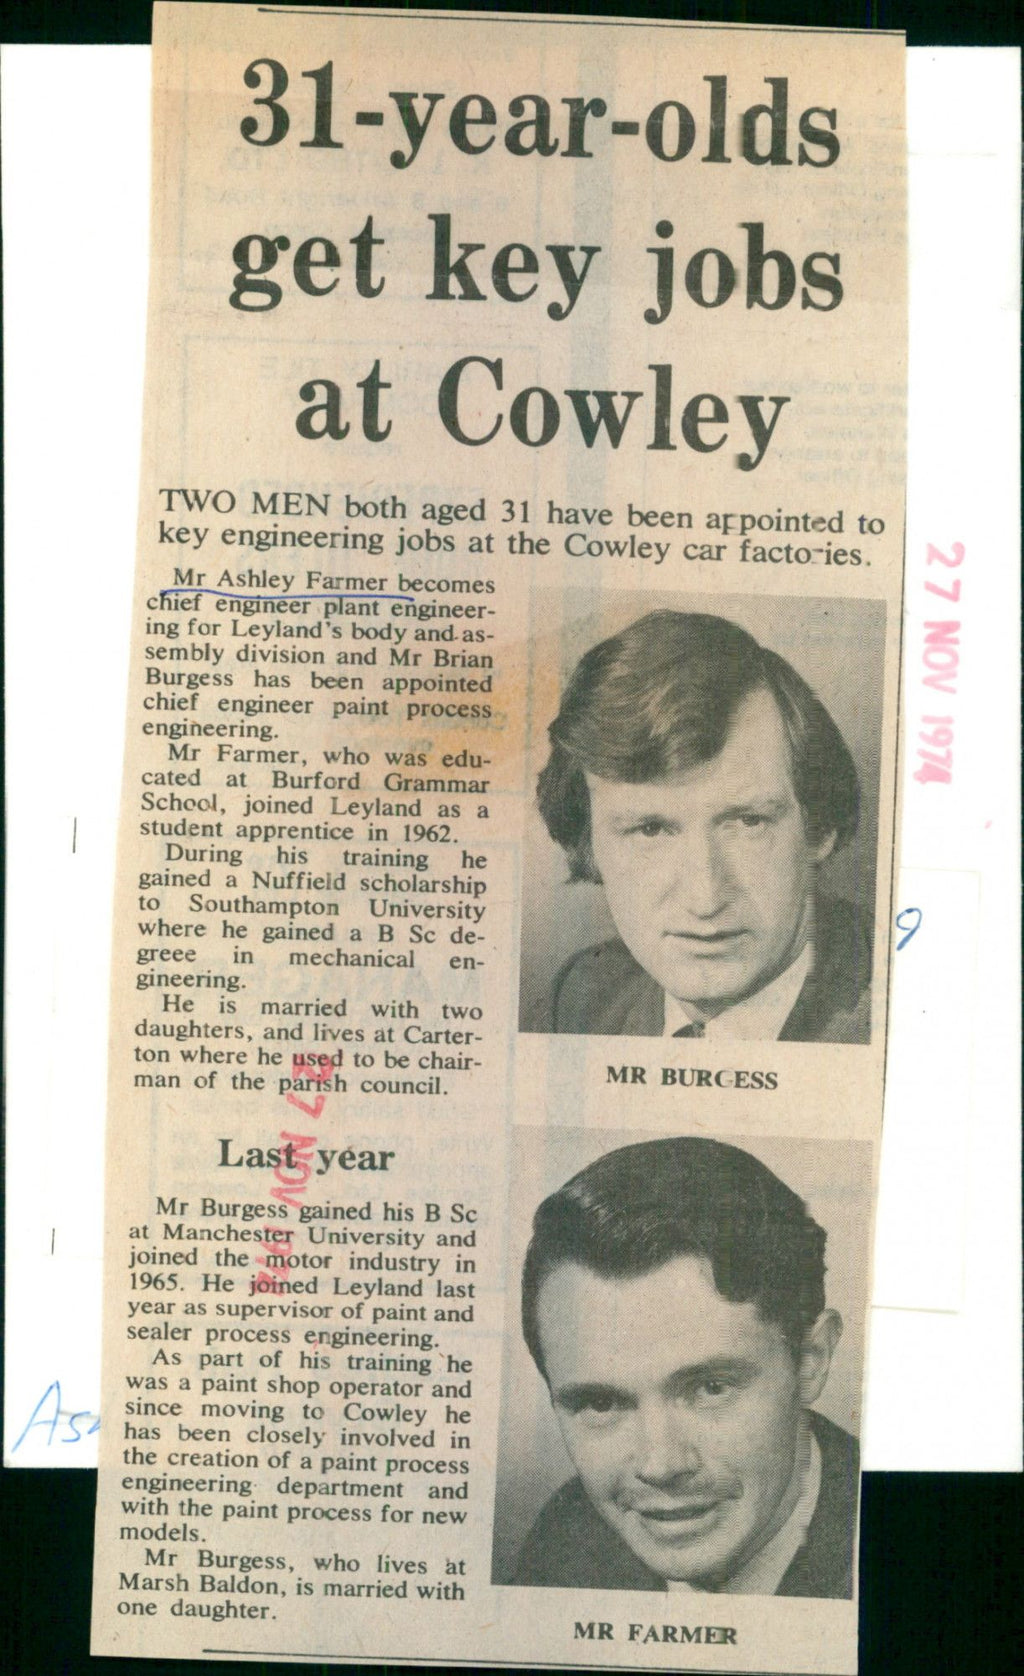 31-year-olds
get key jobs
at Cowley
TWO MEN both aged 31 have been appointed to
key engineering jobs at the Cowley car factories.
Mr Ashley Farmer becomes
chief engineer plant engineer-
ing for Leyland's body and as-
sembly division and Mr Brian
Burgess has been appointed
chief engineer paint process
engineering.
Mr Farmer, who was edu-
cated at Burford Grammar
School, joined Leyland as a
student apprentice in 1962.
During his training he
gained a Nuffield scholarship
to Southampton University
where he gained a B Sc de-
greee in mechanical en-
gineering.
He is married with two
daughters, and lives at Carter-
ton where he used to be chair-
man of the parish council.
27 NOV 1974
Last year
Mr Burgess gained his B Sc
at Manchester University and
joined the motor industry in
1965. He joined Leyland last
year as supervisor of paint and
sealer process engineering.
As part of his training he
was a paint shop operator and
since moving to Cowley he
has been closely involved in
the creation of a paint process
engineering department and
with the paint process for new
models.
Mr Burgess, who lives at
Marsh Baldon, is married with
one daughter.
MR BURGESS
MR FARMER
27 NOV 1974
9